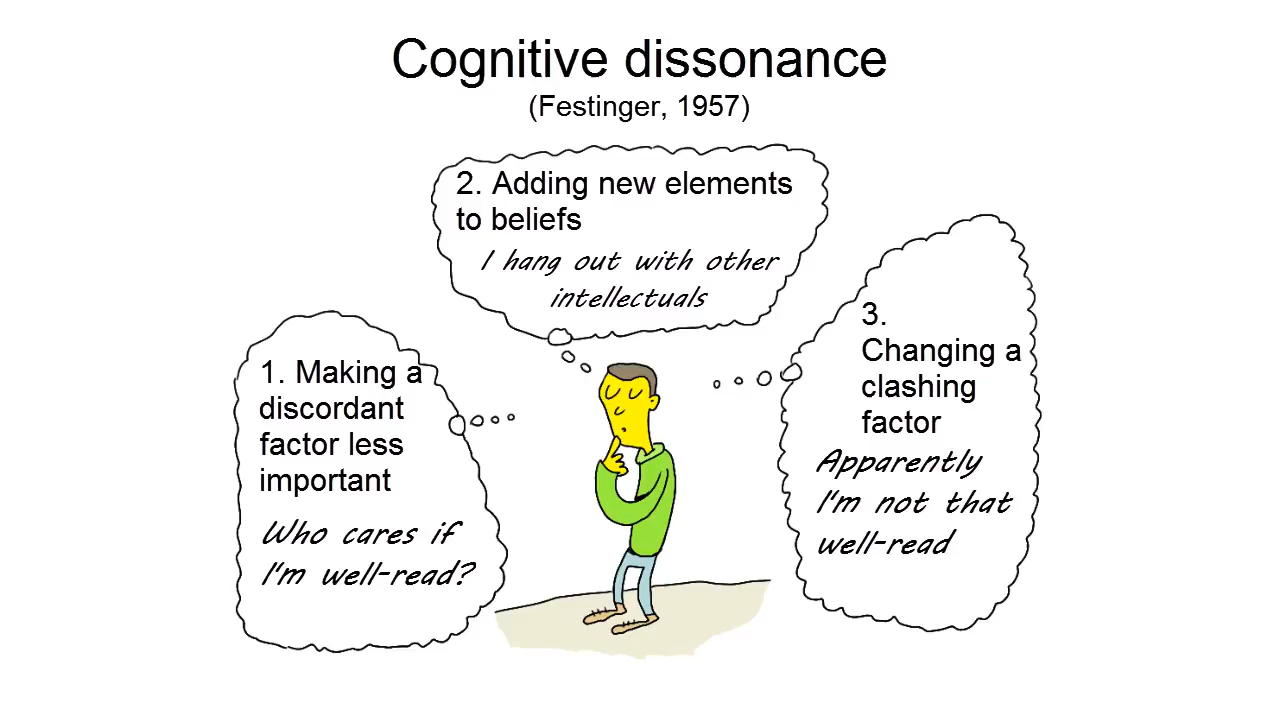 Cognitive dissonance
(Festinger, 1957)
2. Adding new elements
to beliefs
I hang out with other
intellectuals
1. Making a
discordant
factor less
important
Who cares if
I'm well-read?
3.
Changing a
clashing
factor
Apparently
I'm not that
well-read